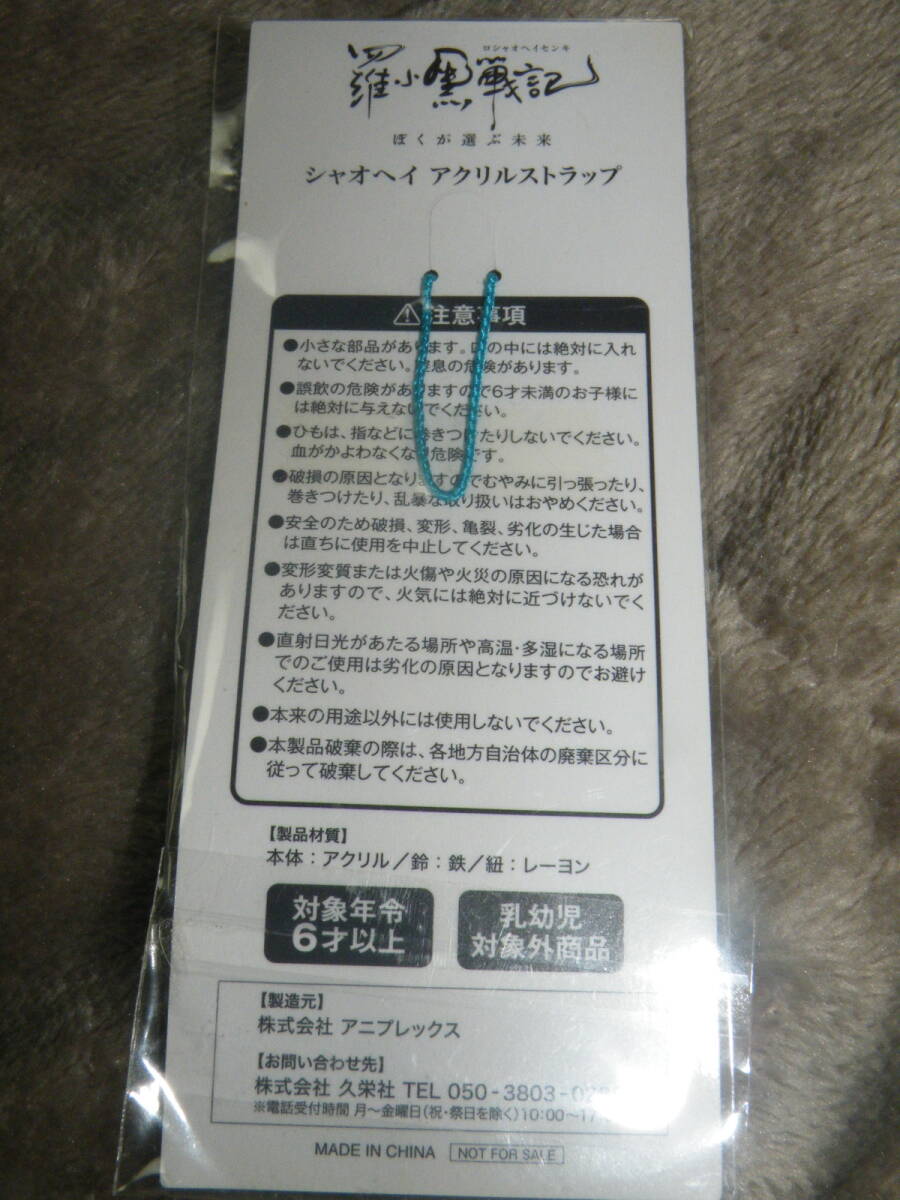 ロシャオヘイセンキ
羅小黒戦記
ぼくが選ぶ未来
シャオヘイ アクリルストラップ
注意事項
●小さな部品があります。の中には絶対に入れ
ないでください。息の危険があります。
●誤飲の危険がありますので6才未満のお子様に
は絶対に与えないでください。
●ひもは、指などに巻きつけたりしないでください。
血がかよわなくな危険です。
●破損の原因となりますのでむやみに引っ張ったり、
巻きつけたり、乱暴な取り扱いはおやめください。
●安全のため破損、変形、亀裂、劣化の生じた場合
は直ちに使用を中止してください。
●変形変質または火傷や火災の原因になる恐れが
ありますので、火気には絶対に近づけないでく
ださい。
●直射日光があたる場所や高温・多湿になる場所
でのご使用は劣化の原因となりますのでお避け
ください。
●本来の用途以外には使用しないでください。
●本製品破棄の際は、各地方自治体の廃棄区分に
従って破棄してください。
【製品材質】
本体：アクリル／鈴：鉄／紐：レーヨン
対象年令
6才以上
乳幼児
対象外商品
【製造元】
株式会社 アニプレックス
【お問い合わせ先】
株式会社 久栄社 TEL 050-3803-
※電話受付時間 月～金曜日（祝・祭日を除く）10:00～
MADE IN CHINA NOT FOR SALE